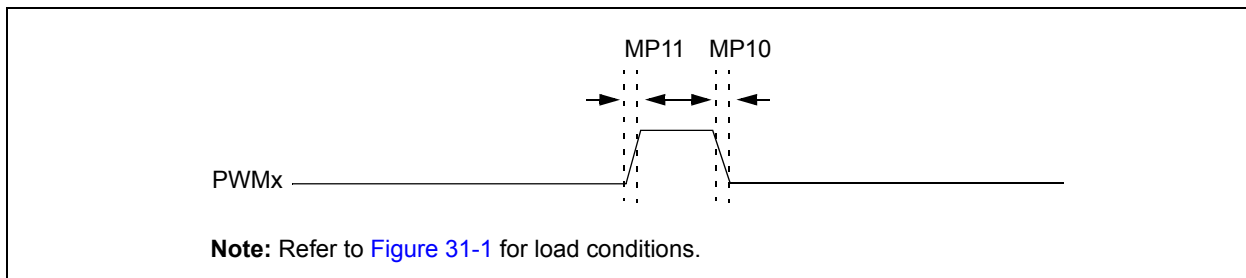 MP11 MP10
PWMx
Note: Refer to Figure 31-1 for load conditions.